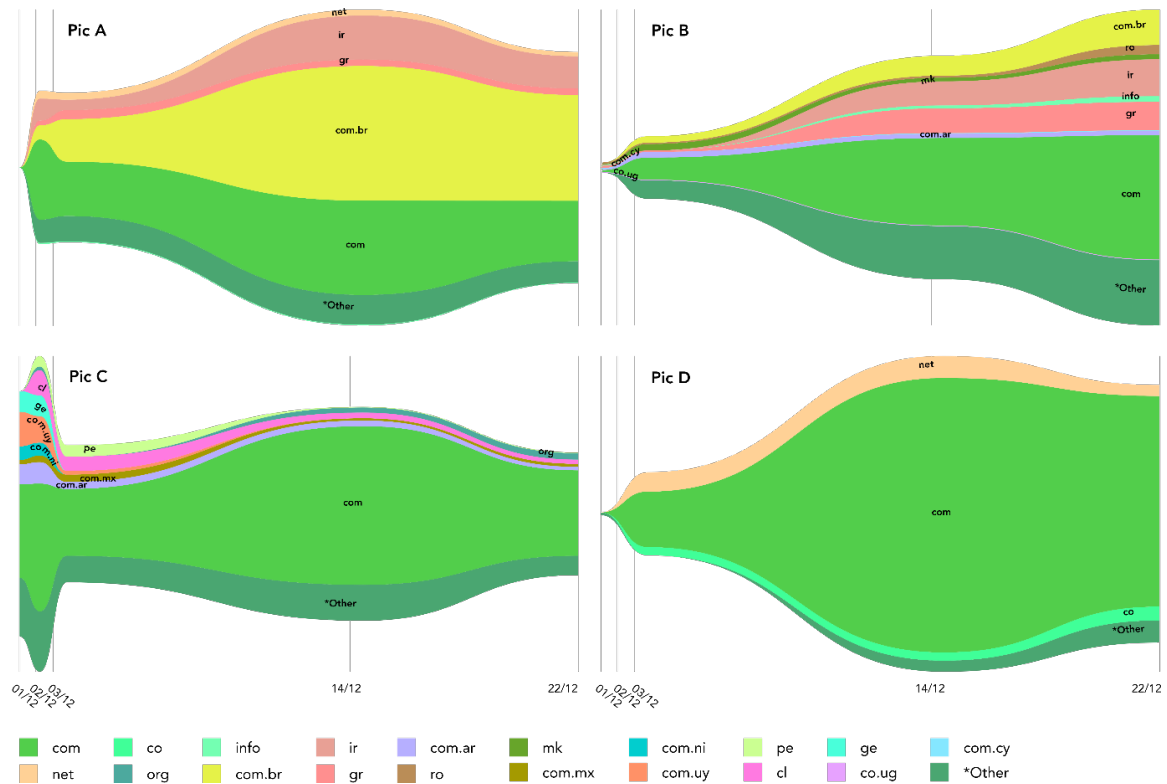 Pic A
net
ir
gr
com.br
com
*Other
Pic B
com.br
ro
mk
ir
info
gr
com.cy
com.ar
co.ug
com
*Other
Pic C
cl
ge
com.uy
com.ni
pe
com.mx
com.ar
org
com
*Other
Pic D
net
com
co
*Other
01/12
02/12
03/12
14/12
22/12
01/12
02/12
03/12
14/12
22/12
com co info ir com.ar mk com.ni pe ge com.cy
net org com.br gr ro com.mx com.uy cl co.ug *Other